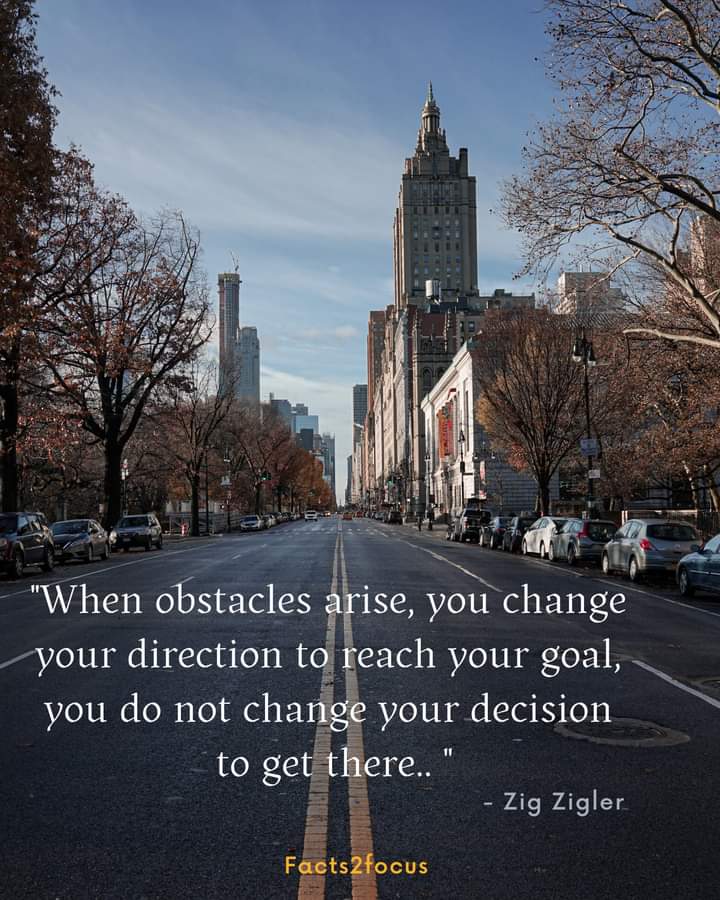 "When obstacles arise, you change
your direction to reach your goal,
you do not change your decision
to get there.. "
- Zig Zigler
Facts2focus